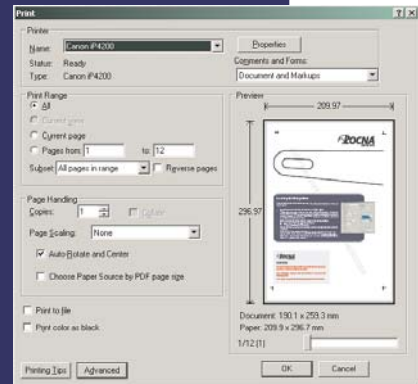 Print
Printer
Name: Canon iP4200
Properties
Status: Ready
Type: Canon iP4200
Comments and Forms:
Document and Markups
Print Range
All
Current view
Current page
Pages from: 1 to: 12
Subset: All pages in range
Reverse pages
Page Handling
Copies: 1
Collate
Page Scaling: None
Auto-Rotate and Center
Choose Paper Source by PDF page size
Print to file
Print color as black
Preview
209.97
296.97
ROCNA
Document: 190.1 x 259.3 mm
Paper: 209.9 x 296.7 mm
1/12 (1)
Printing Tips
Advanced
OK
Cancel